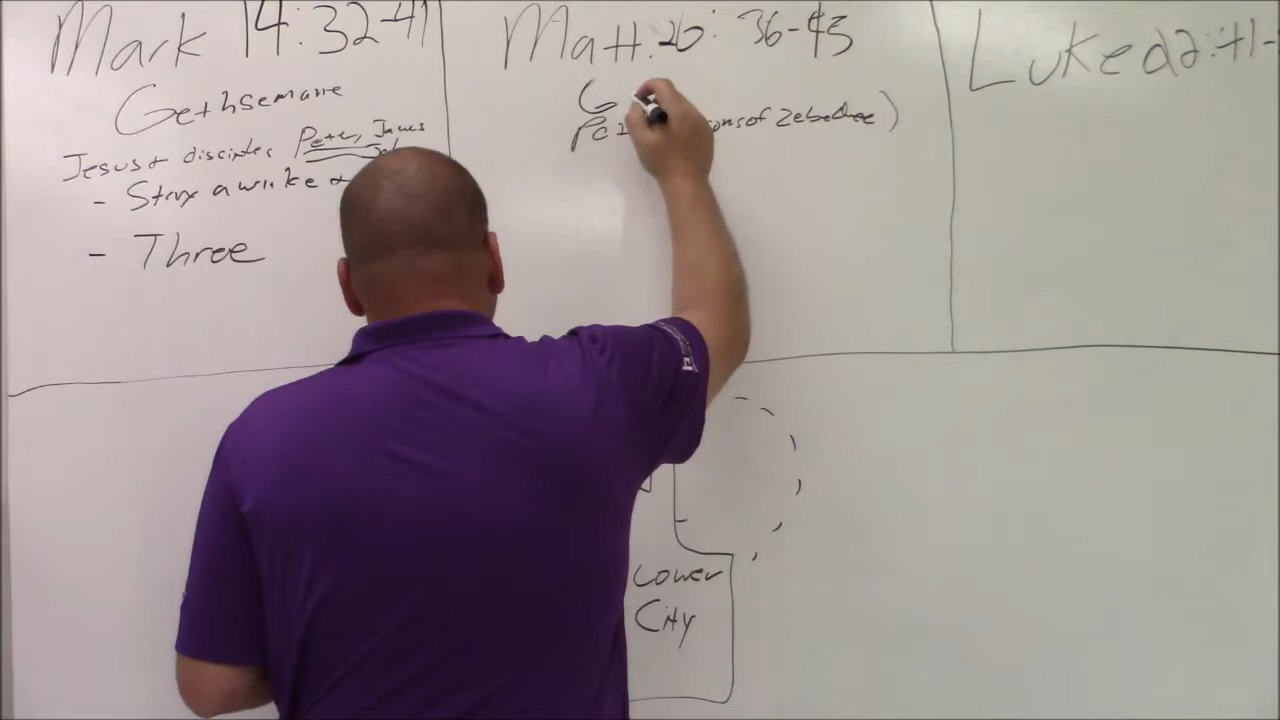 Mark 14:32-41
Gethsemane
Jesus + disciples Peter, James
- Stay awake +
- Three
Matt. 26: 36-45
G
sons of Zebedee)
Luke 22:41-
Lower
City